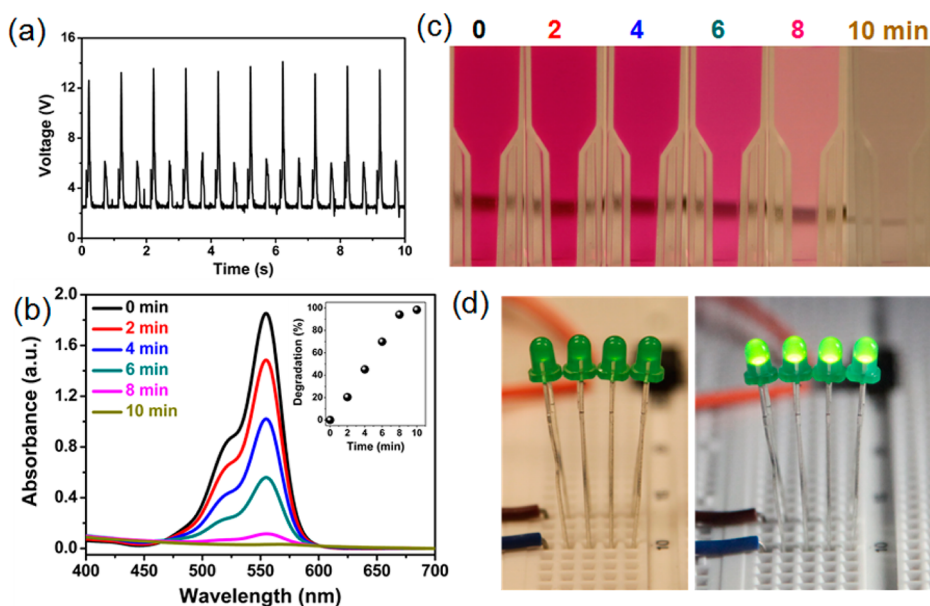 (a)
16
12
8
4
0
Voltage (V)
0 2 4 6 8 10
Time (s)
(c)
0 2 4 6 8 10 min
(b)
2.0
1.6
1.2
0.8
0.4
0.0
Absorbance (a.u.)
0 min
2 min
4 min
6 min
8 min
10 min
100
80
60
40
20
0
Degradation (%)
0 2 4 6 8 10
Time (min)
400 450 500 550 600 650 700
Wavelength (nm)
(d)
10
10